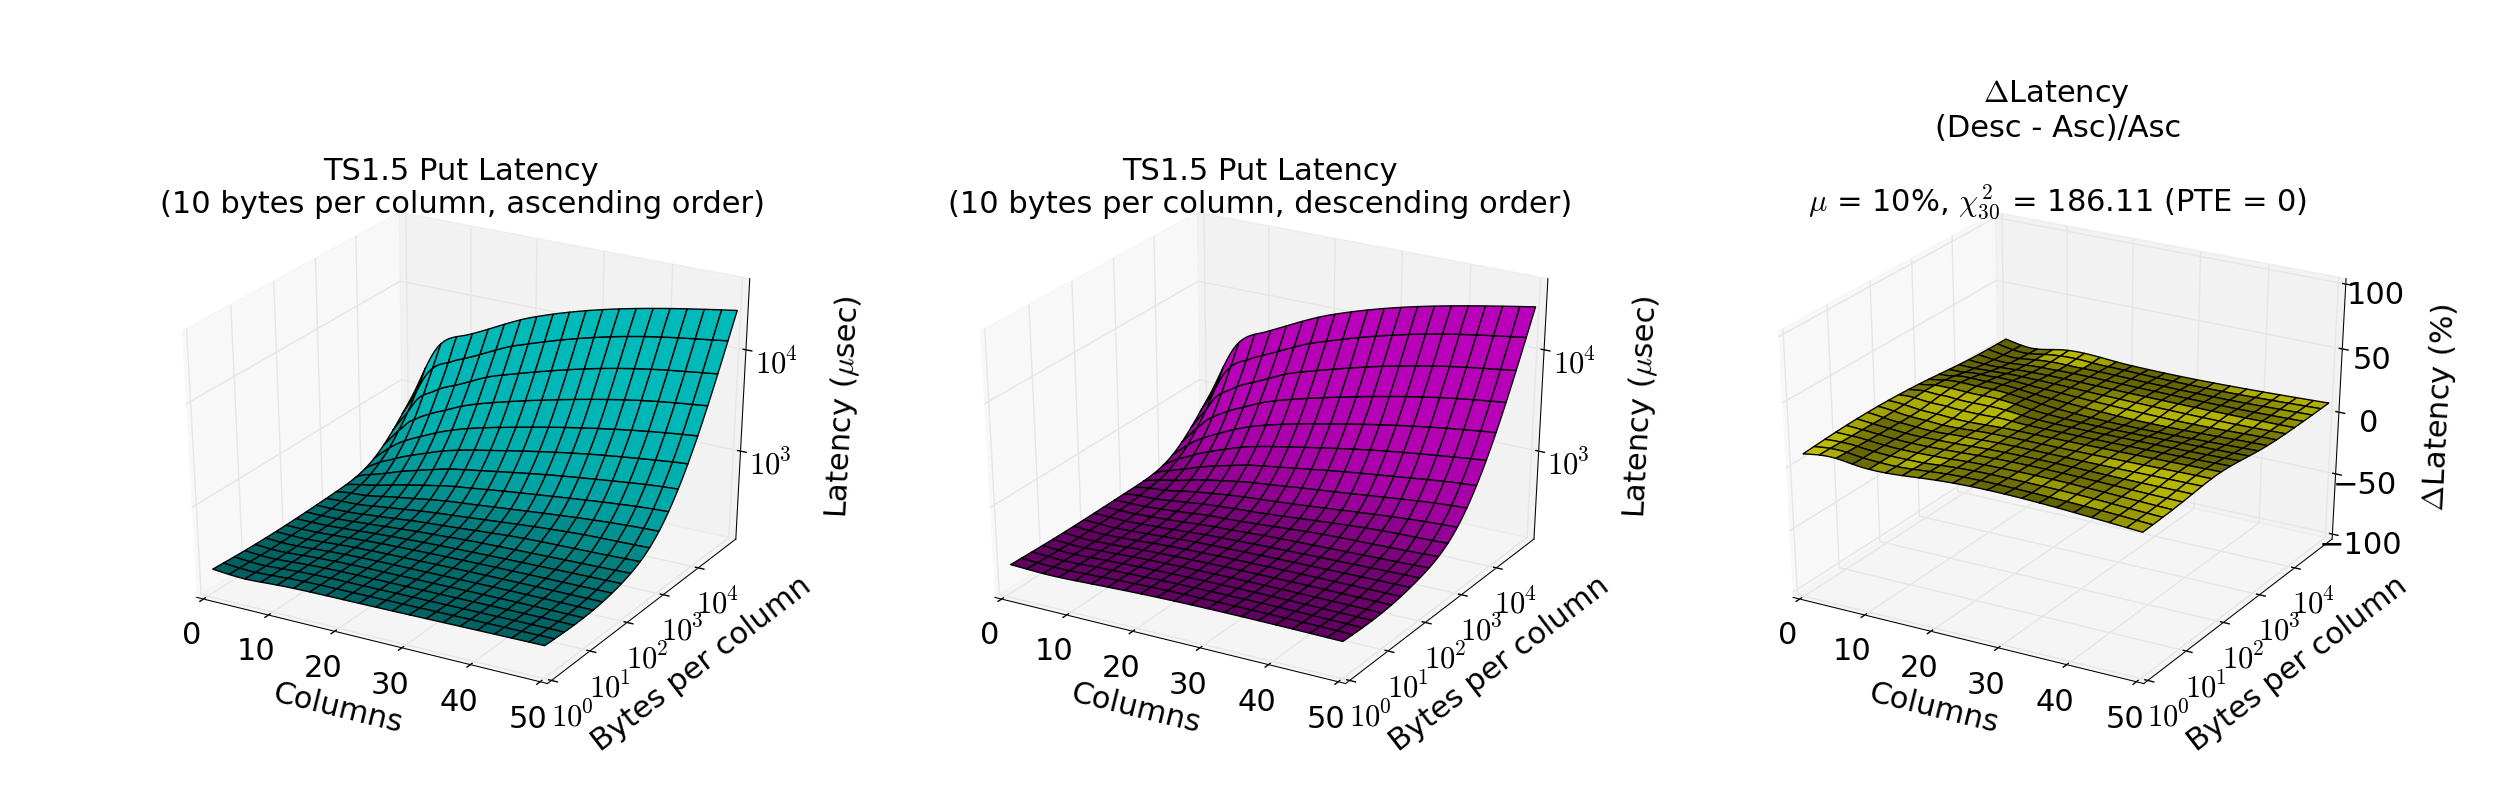 TS1.5 Put Latency
(10 bytes per column, ascending order)
10⁴
10³
Latency (μsec)
0
10
20
30
40
50
Columns
10⁰
10¹
10²
10³
10⁴
Bytes per column
TS1.5 Put Latency
(10 bytes per column, descending order)
10⁴
10³
Latency (μsec)
0
10
20
30
40
50
Columns
10⁰
10¹
10²
10³
10⁴
Bytes per column
ΔLatency
(Desc - Asc)/Asc
μ = 10%, χ²₃₀ = 186.11 (PTE = 0)
100
50
0
−50
−100
ΔLatency (%)
0
10
20
30
40
50
Columns
10⁰
10¹
10²
10³
10⁴
Bytes per column